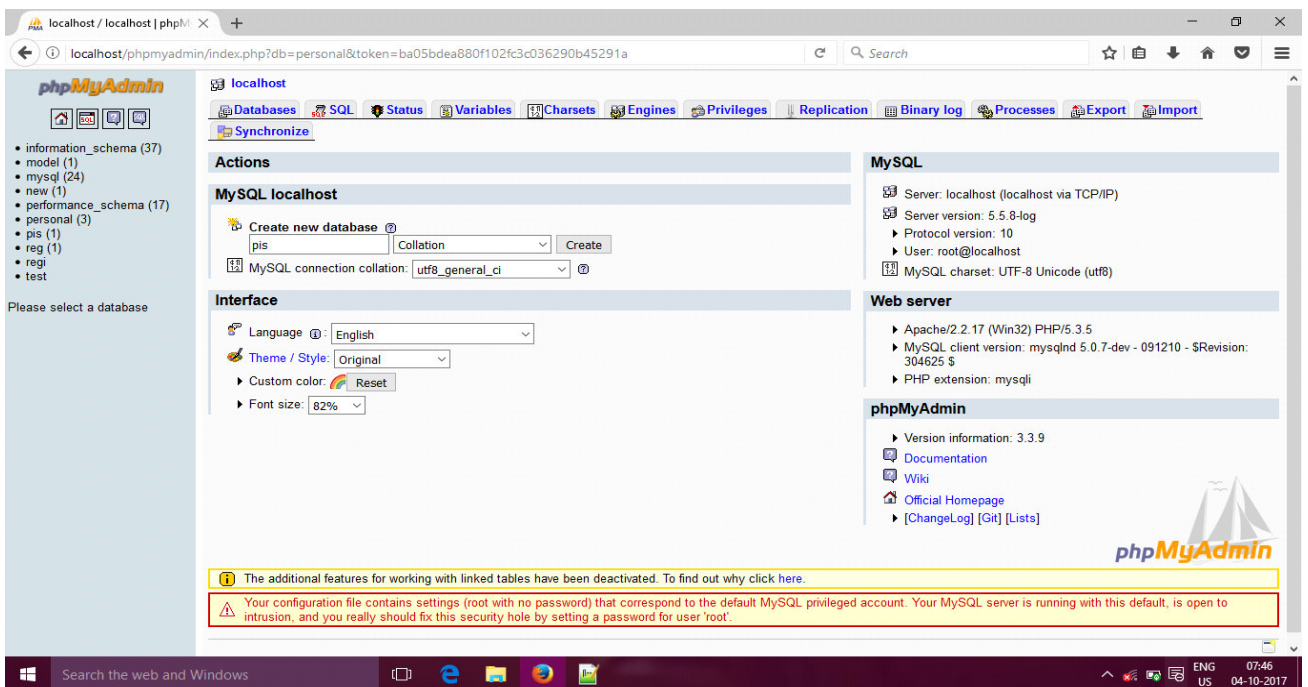 localhost / localhost | phpM
localhost/phpmyadmin/index.php?db=personal&token=ba05bdea880f102fc3c036290b45291a
Search
phpMyAdmin
SQL
information_schema (37)
model (1)
mysql (24)
new (1)
performance_schema (17)
personal (3)
pis (1)
reg (1)
regi
test
Please select a database
localhost
Databases SQL Status Variables Charsets Engines Privileges Replication Binary log Processes Export Import
Synchronize
Actions
MySQL localhost
Create new database
pis Collation Create
MySQL connection collation: utf8_general_ci
Interface
Language : English
Theme / Style: Original
Custom color: Reset
Font size: 82%
MySQL
Server: localhost (localhost via TCP/IP)
Server version: 5.5.8-log
Protocol version: 10
User: root@localhost
MySQL charset: UTF-8 Unicode (utf8)
Web server
Apache/2.2.17 (Win32) PHP/5.3.5
MySQL client version: mysqlnd 5.0.7-dev - 091210 - $Revision:
304625 $
PHP extension: mysqli
phpMyAdmin
Version information: 3.3.9
Documentation
Wiki
Official Homepage
[ChangeLog] [Git] [Lists]
phpMyAdmin
The additional features for working with linked tables have been deactivated. To find out why click here.
Your configuration file contains settings (root with no password) that correspond to the default MySQL privileged account. Your MySQL server is running with this default, is open to
intrusion, and you really should fix this security hole by setting a password for user 'root'.
Search the web and Windows
ENG
US
07:46
04-10-2017